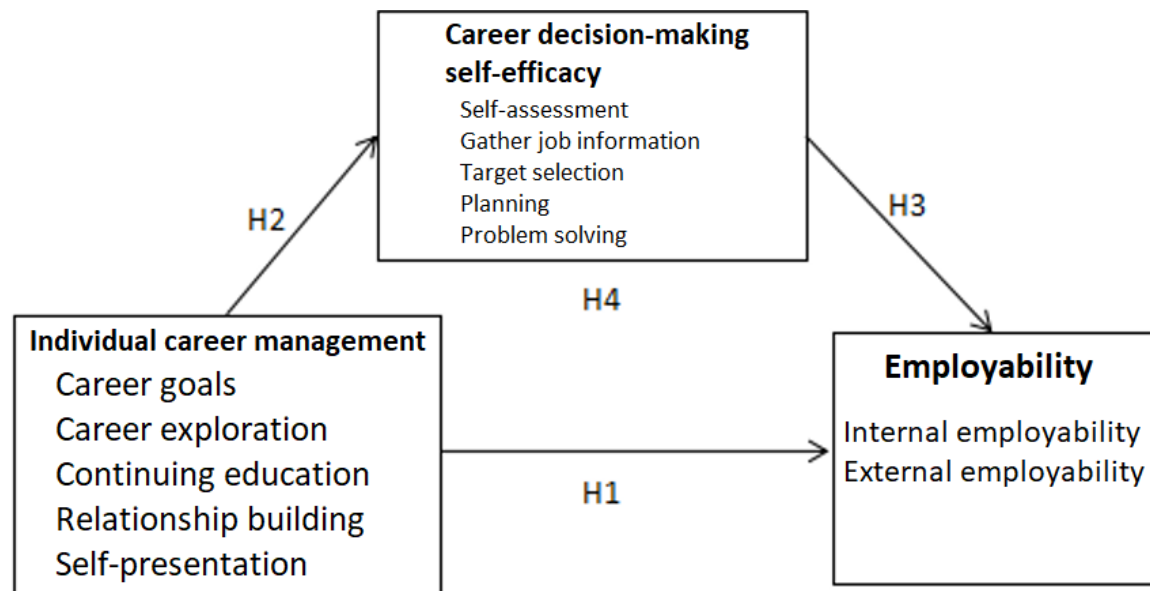 Career decision-making
self-efficacy
Self-assessment
Gather job information
Target selection
Planning
Problem solving
H2
H3
H4
Individual career management
Career goals
Career exploration
Continuing education
Relationship building
Self-presentation
H1
Employability
Internal employability
External employability